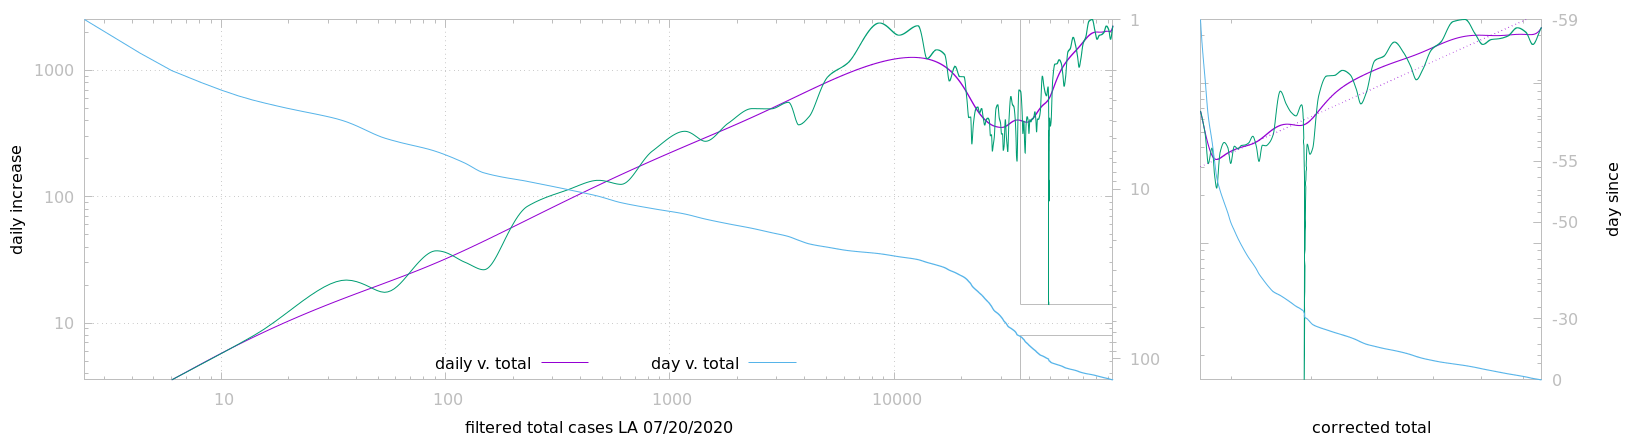 1
-59
1000
daily increase
-55
100
10
-50
day since
10
-30
daily v. total
day v. total
100
0
10
100
1000
10000
filtered total cases LA 07/20/2020
corrected total